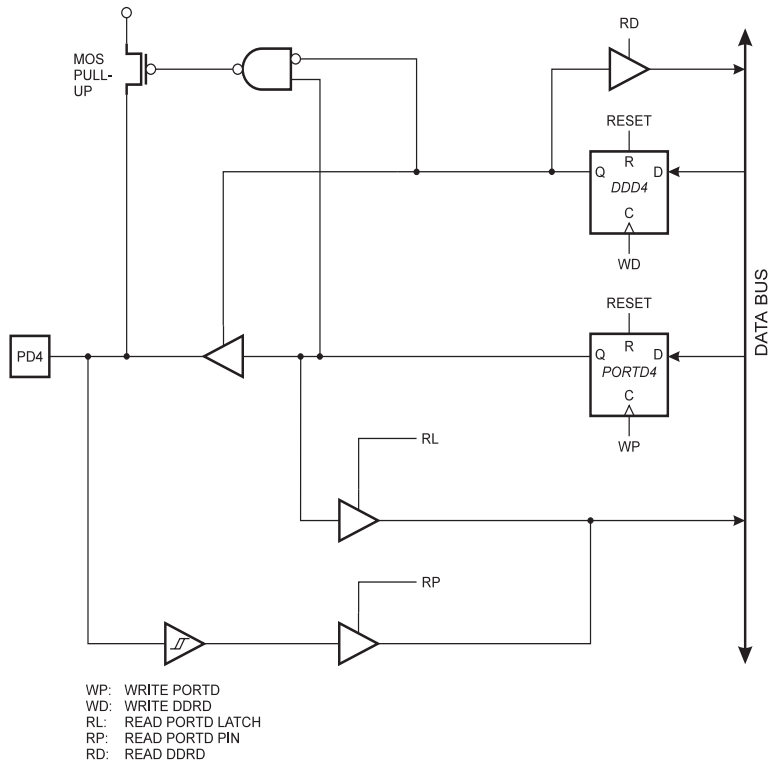 RD
MOS
PULL-
UP
RESET
R
Q
D
DDD4
C
WD
RESET
R
PD4
Q
D
PORTD4
C
WP
DATA BUS
RL
RP
WP: WRITE PORTD
WD: WRITE DDRD
RL: READ PORTD LATCH
RP: READ PORTD PIN
RD: READ DDRD